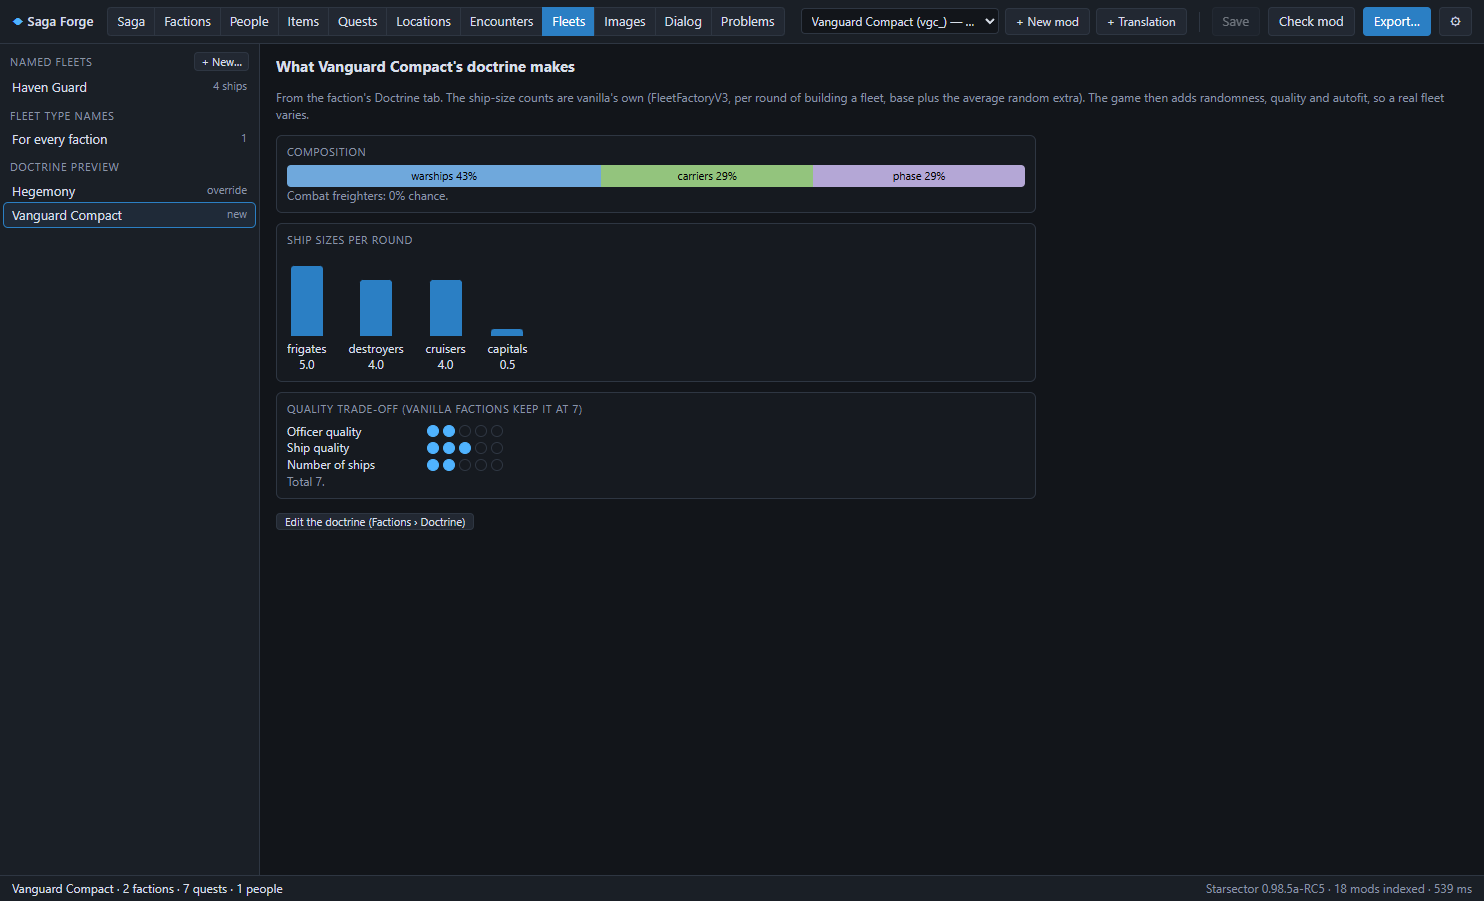 Saga Forge
Saga Factions People Items Quests Locations Encounters Fleets Images Dialog Problems
Vanguard Compact (vgc_) — ...
+ New mod
+ Translation
Save
Check mod
Export...
NAMED FLEETS
+ New...
Haven Guard 4 ships
FLEET TYPE NAMES
For every faction 1
DOCTRINE PREVIEW
Hegemony override
Vanguard Compact new
What Vanguard Compact's doctrine makes
From the faction's Doctrine tab. The ship-size counts are vanilla's own (FleetFactoryV3, per round of building a fleet, base plus the average random extra). The game then adds randomness, quality and autofit, so a real fleet
varies.
COMPOSITION
warships 43% carriers 29% phase 29%
Combat freighters: 0% chance.
SHIP SIZES PER ROUND
frigates destroyers cruisers capitals
5.0 4.0 4.0 0.5
QUALITY TRADE-OFF (VANILLA FACTIONS KEEP IT AT 7)
Officer quality
Ship quality
Number of ships
Total 7.
Edit the doctrine (Factions › Doctrine)
Vanguard Compact · 2 factions · 7 quests · 1 people
Starsector 0.98.5a-RC5 · 18 mods indexed · 539 ms